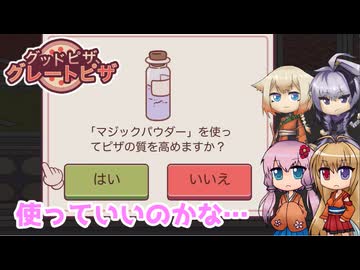 グッドピザ
グレートピザ
「マジックパウダー」を使っ
てピザの質を高めますか？
はい
いいえ
使っていいのかな…